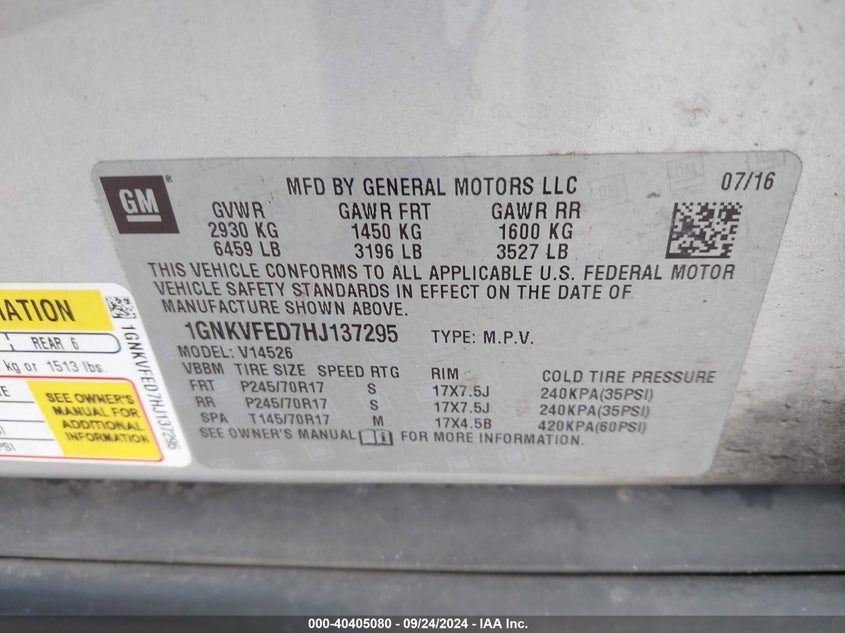 GM
MFD BY GENERAL MOTORS LLC 07/16
GVWR GAWR FRT GAWR RR
2930 KG 1450 KG 1600 KG
6459 LB 3196 LB 3527 LB
THIS VEHICLE CONFORMS TO ALL APPLICABLE U.S. FEDERAL MOTOR
VEHICLE SAFETY STANDARDS IN EFFECT ON THE DATE OF
MANUFACTURE SHOWN ABOVE.
1GNKVFED7HJ137295 TYPE: M.P.V.
MODEL: V14526
VBBM TIRE SIZE SPEED RTG RIM COLD TIRE PRESSURE
FRT P245/70R17 S 17X7.5J 240KPA(35PSI)
RR P245/70R17 S 17X7.5J 240KPA(35PSI)
SPA T145/70R17 M 17X4.5B 420KPA(60PSI)
SEE OWNER'S MANUAL FOR MORE INFORMATION.
REAR 6
kg or 1513 lbs.
SEE OWNER'S
MANUAL FOR
ADDITIONAL
INFORMATION
1GNKVFED7HJ137295
000-40405080 - 09/24/2024 - IAA Inc.